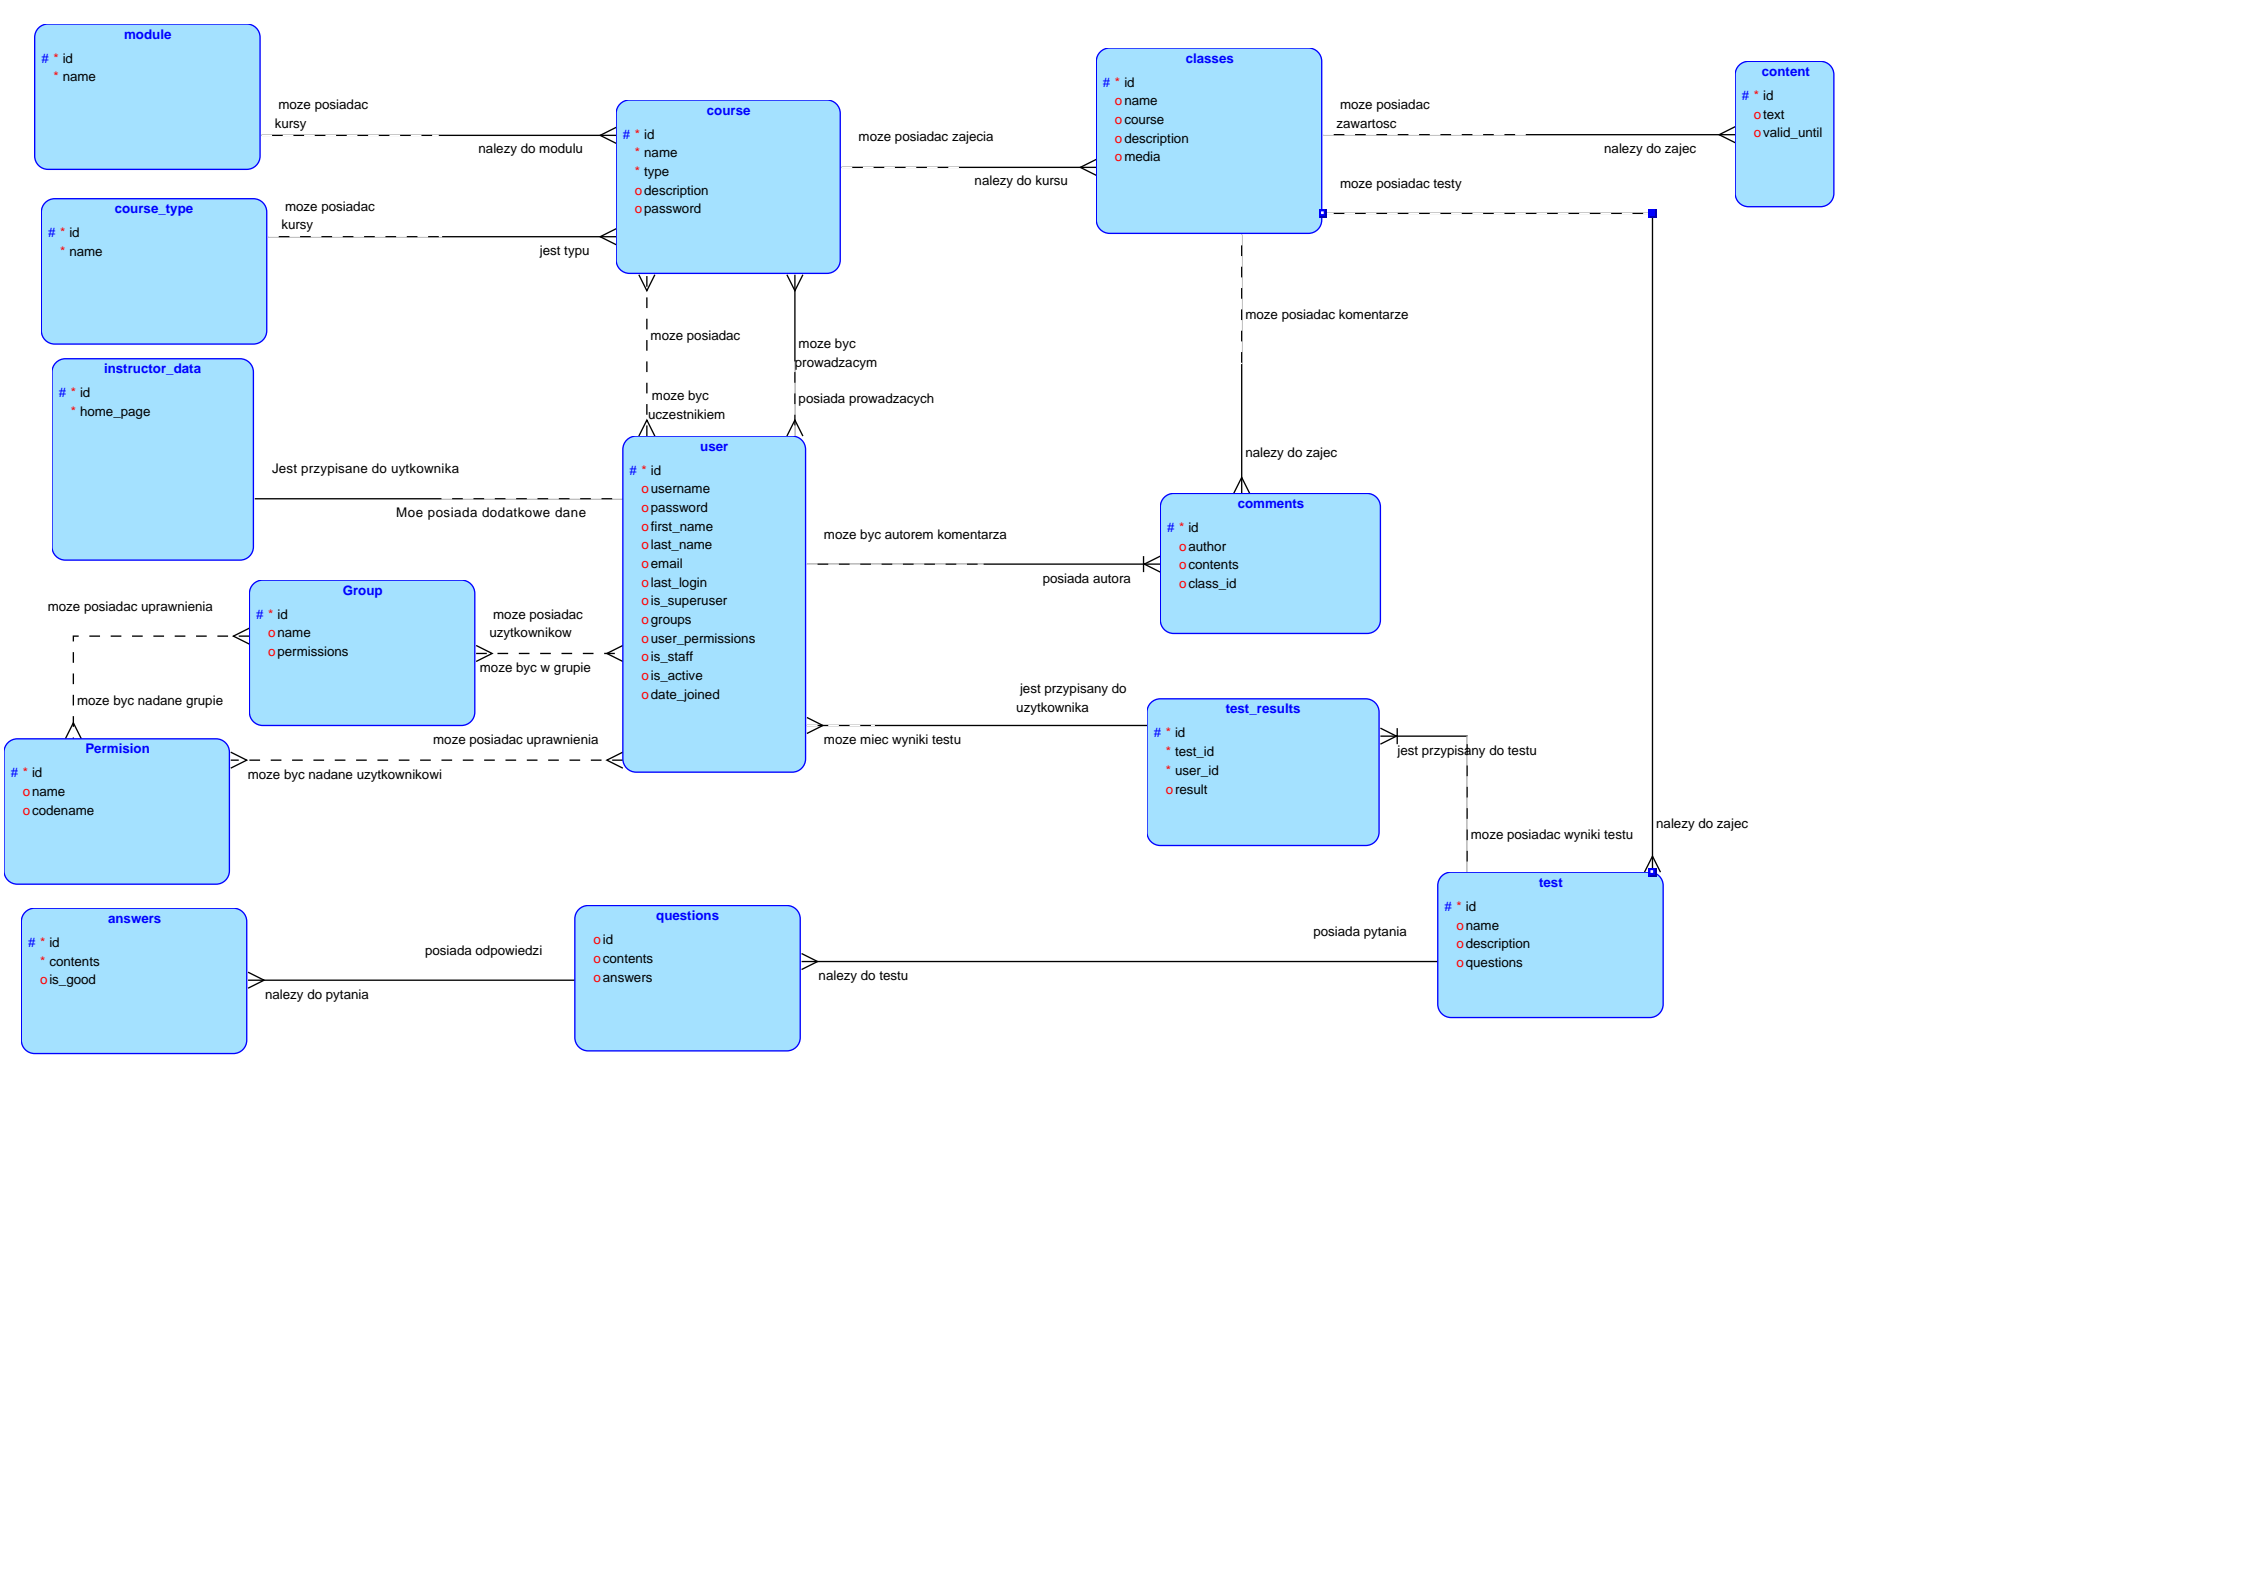 module
# * id
* name
moze posiadac
kursy
nalezy do modulu
course_type
# * id
* name
moze posiadac
kursy
jest typu
course
# * id
* name
* type
o description
o password
moze posiadac zajecia
nalezy do kursu
classes
# * id
o name
o course
o description
o media
moze posiadac
zawartosc
nalezy do zajec
content
# * id
o text
o valid_until
moze posiadac testy
moze posiadac komentarze
nalezy do zajec
moze posiadac
moze byc
uczestnikiem
moze byc
prowadzacym
posiada prowadzacych
instructor_data
# * id
* home_page
Jest przypisane do uytkownika
Moe posiada dodatkowe dane
user
# * id
o username
o password
o first_name
o last_name
o email
o last_login
o is_superuser
o groups
o user_permissions
o is_staff
o is_active
o date_joined
moze byc autorem komentarza
posiada autora
comments
# * id
o author
o contents
o class_id
Group
# * id
o name
o permissions
moze posiadac uprawnienia
moze byc nadane grupie
moze posiadac
uzytkownikow
moze byc w grupie
Permision
# * id
o name
o codename
moze posiadac uprawnienia
moze byc nadane uzytkownikowi
jest przypisany do
uzytkownika
moze miec wyniki testu
test_results
# * id
* test_id
* user_id
o result
jest przypisany do testu
moze posiadac wyniki testu
nalezy do zajec
test
# * id
o name
o description
o questions
posiada pytania
nalezy do testu
questions
o id
o contents
o answers
posiada odpowiedzi
nalezy do pytania
answers
# * id
* contents
o is_good